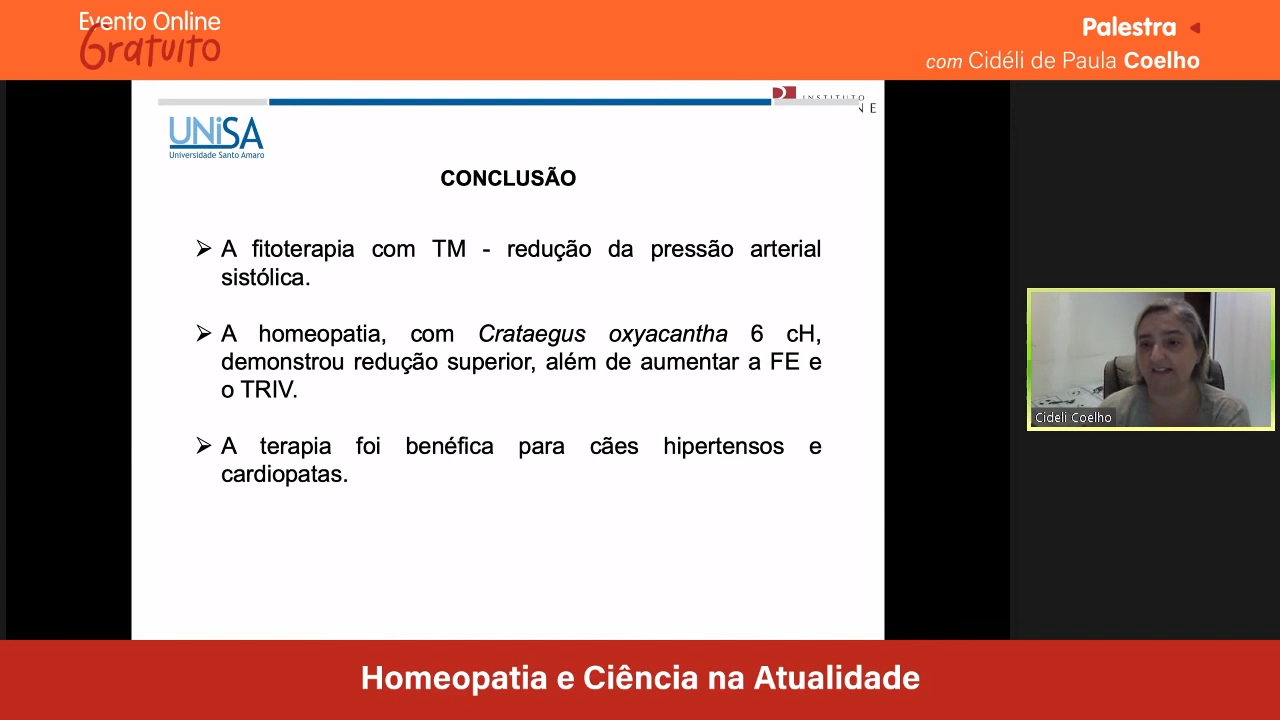 Evento Online
Gratuito
Palestra
com Cidéli de Paula Coelho
INSTITUTO
N E
UNiSA
Universidade Santo Amaro
CONCLUSÃO
➢ A fitoterapia com TM - redução da pressão arterial
sistólica.
➢ A homeopatia, com Crataegus oxyacantha 6 cH,
demonstrou redução superior, além de aumentar a FE e
o TRIV.
➢ A terapia foi benéfica para cães hipertensos e
cardiopatas.
Cideli Coelho
Homeopatia e Ciência na Atualidade